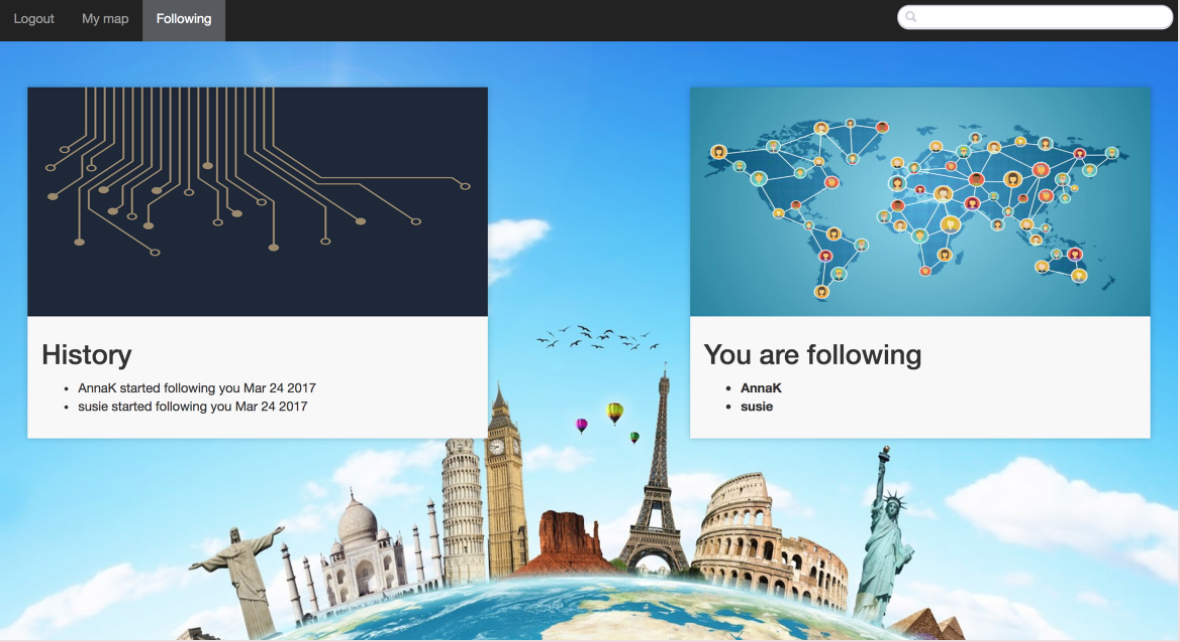 Logout My map Following
History
AnnaK started following you Mar 24 2017
susie started following you Mar 24 2017
You are following
AnnaK
susie